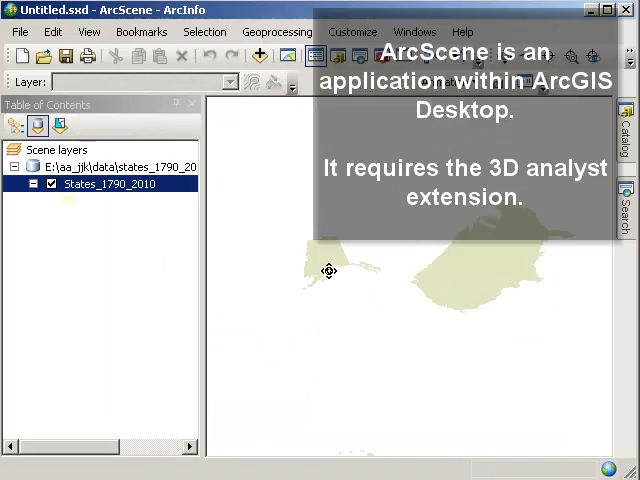 Untitled.sxd - ArcScene - ArcInfo
File Edit View Bookmarks Selection Geoprocessing Customize Windows Help
Layer:
Table of Contents
Scene layers
E:\aa_jjk\data\states_1790_20
States_1790_2010
ArcScene is an
application within ArcGIS
Desktop.
It requires the 3D analyst
extension.
Catalog
Search